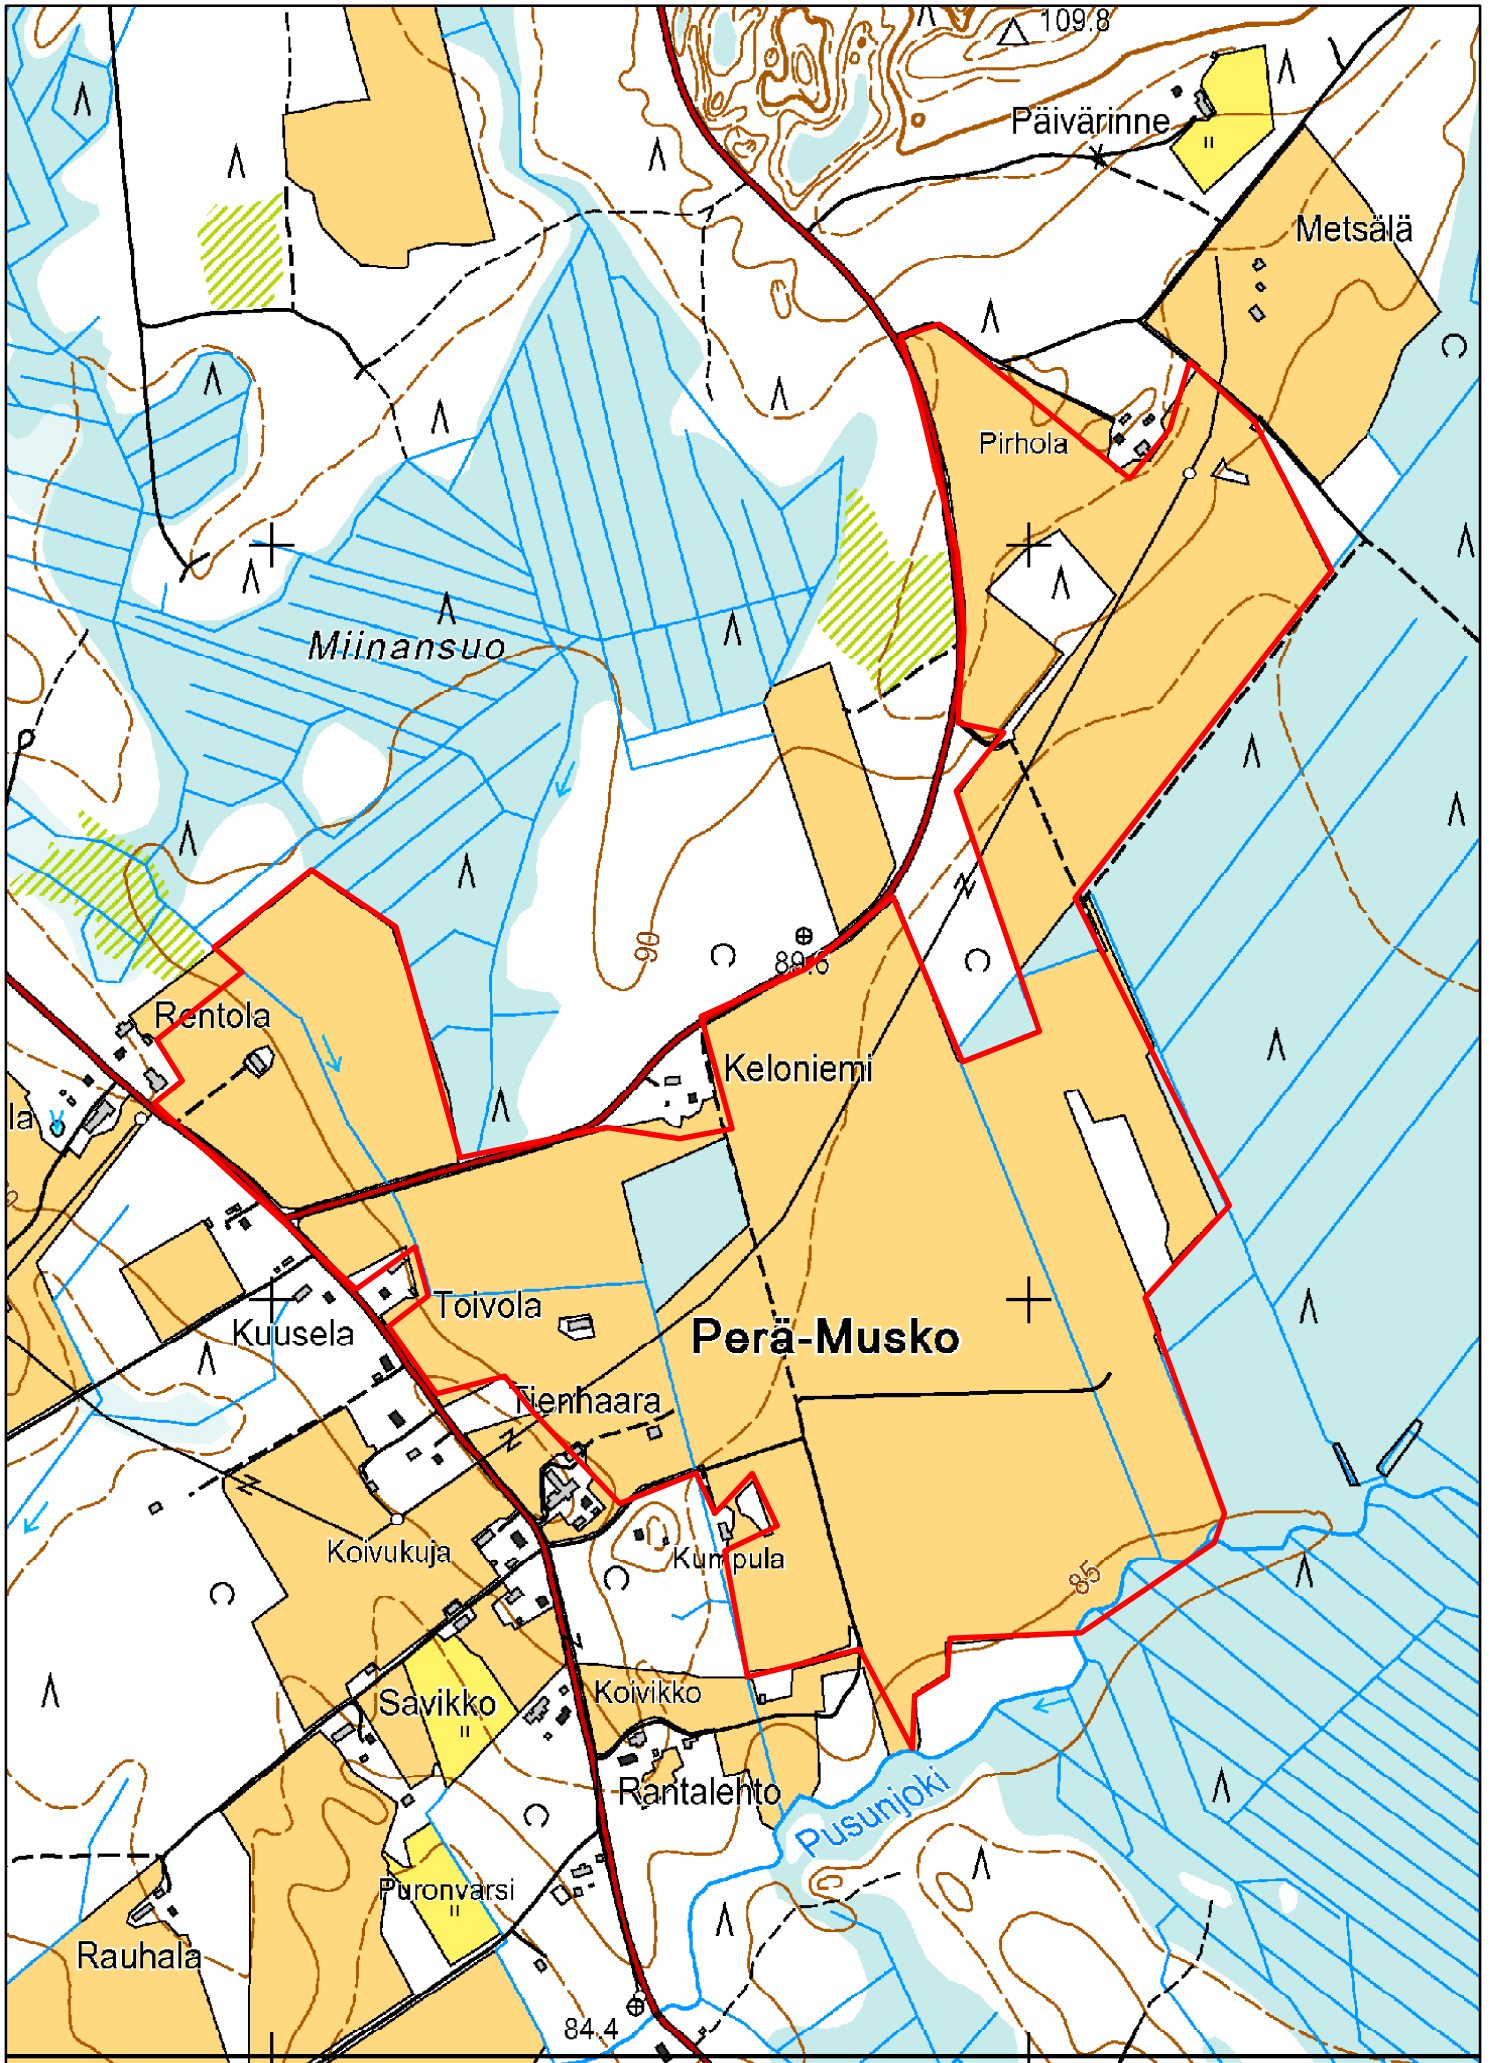 109.8
Päivärinne
Metsälä
Pirhola
Miinansuo
90
89.6
Rentola
Keloniemi
la
Toivola
Kuusela
Perä-Musko
Tienhaara
Koivukuja
Kumpula
85
Savikko
Koivikko
Rantalehto
Pusunjoki
Puronvarsi
Rauhala
84.4